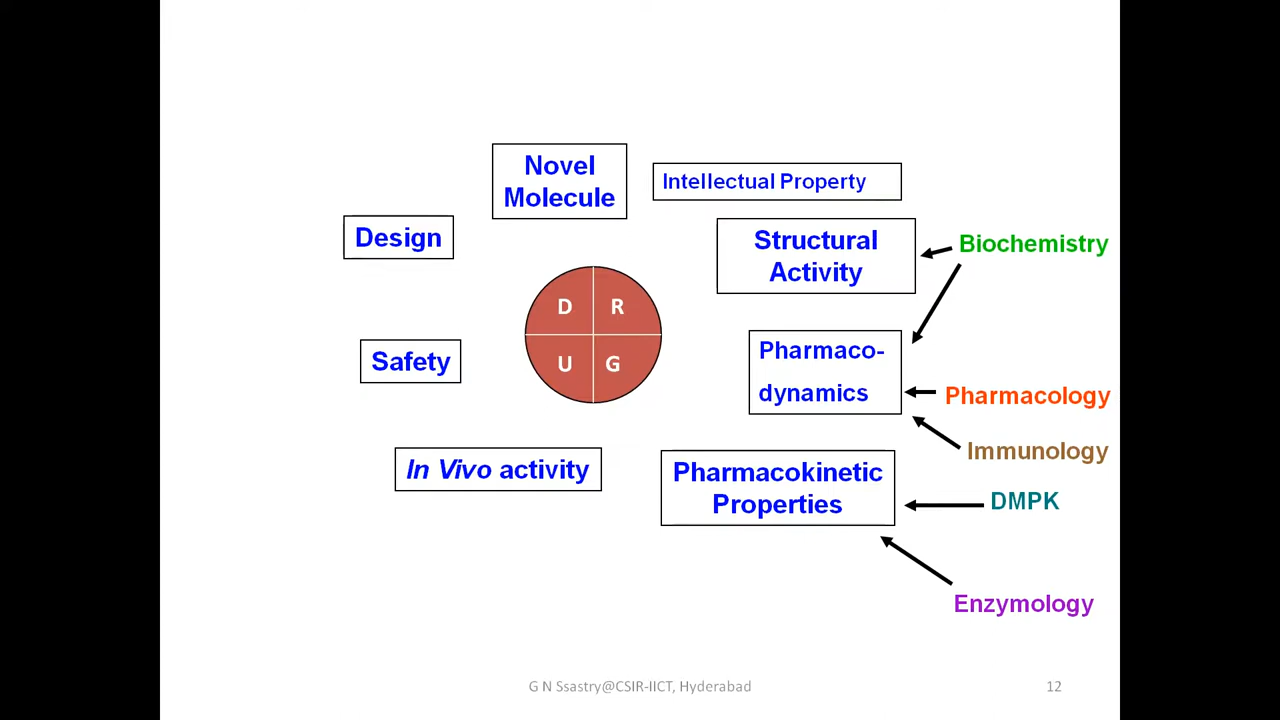 Novel
Molecule
Intellectual Property
Design
Structural
Activity
Biochemistry
D R
U G
Safety
Pharmaco-
dynamics
Pharmacology
Immunology
In Vivo activity
Pharmacokinetic
Properties
DMPK
Enzymology
G N Ssastry@CSIR-IICT, Hyderabad
12